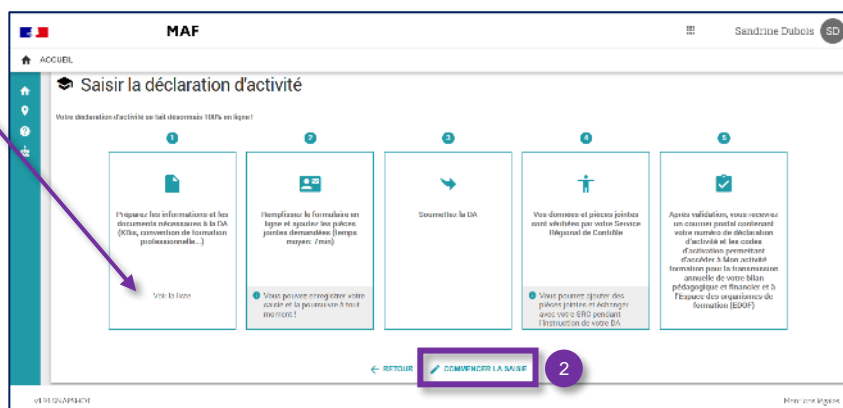 MAF
Sandrine Dubois
SD
ACCUEIL
Saisir la déclaration d'activité
Votre déclaration d'activité se fait désormais 100% en ligne !
1
Préparez les informations et les
documents nécessaires à la DA
(KBis, convention de formation
professionnelle...)
Voir la liste
2
Remplissez le formulaire en
ligne et ajoutez les pièces
jointes demandées (Temps
moyen: 7min)
Vous pouvez enregistrer votre
saisie et la poursuivre à tout
moment !
3
Soumettez la DA
4
Vos données et pièces jointes
sont vérifiées par votre Service
Régional de Contrôle
Vous pourrez ajouter des
pièces jointes et échanger
avec votre SRC pendant
l'instruction de votre DA
5
Après validation, vous recevrez
un courrier postal contenant
votre numéro de déclaration
d'activité et les codes
d'activation permettant
d'accéder à Mon activité
formation pour la transmission
annuelle de votre bilan
pédagogique et financier et à
l'Espace des organismes de
formation (EDOF)
RETOUR
COMMENCER LA SAISIE
2
Mentions légales